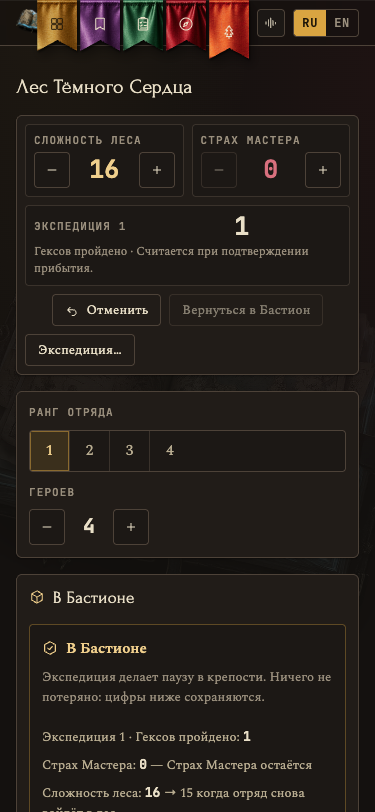 RU EN
Лес Тёмного Сердца
СЛОЖНОСТЬ ЛЕСА
− 16 +
СТРАХ МАСТЕРА
− 0 +
ЭКСПЕДИЦИЯ 1
1
Гексов пройдено · Считается при подтверждении
прибытия.
Отменить
Вернуться в Бастион
Экспедиция…
РАНГ ОТРЯДА
1 2 3 4
ГЕРОЕВ
− 4 +
В Бастионе
В Бастионе
Экспедиция делает паузу в крепости. Ничего не
потеряно: цифры ниже сохраняются.
Экспедиция 1 · Гексов пройдено: 1
Страх Мастера: 0 — Страх Мастера остаётся
Сложность леса: 16 → 15 когда отряд снова